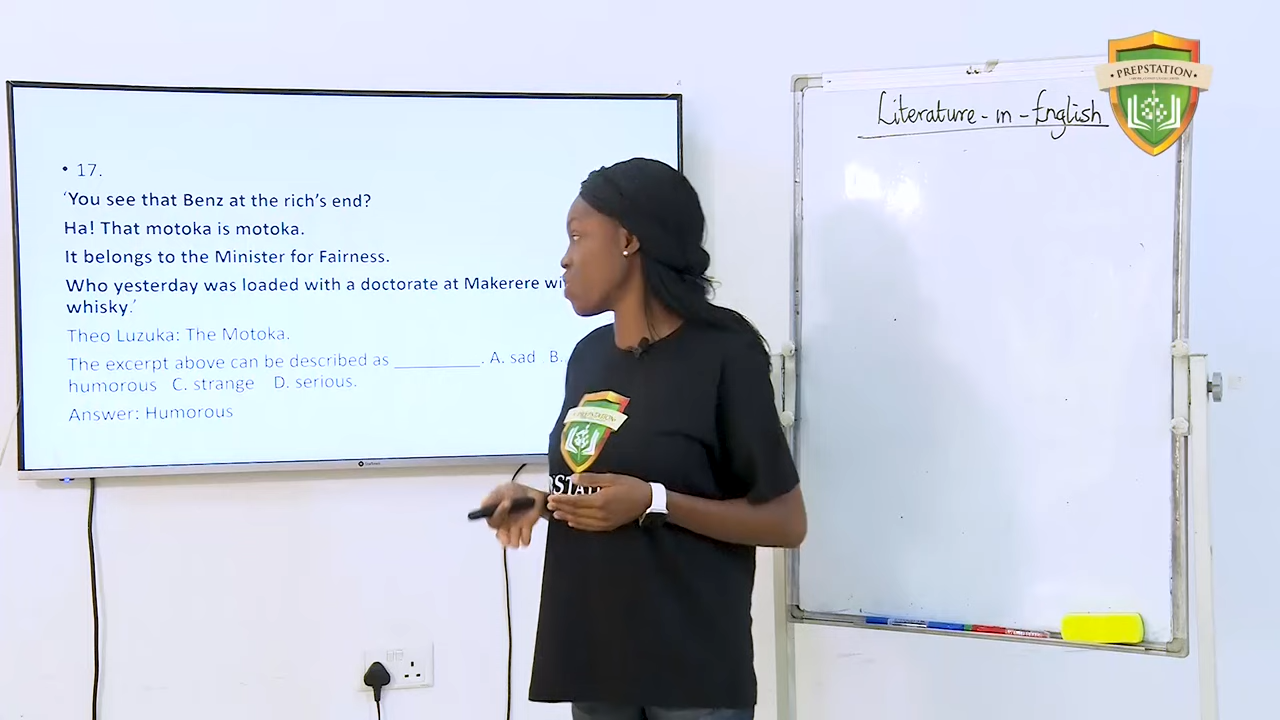 • 17.
‘You see that Benz at the rich’s end?
Ha! That motoka is motoka.
It belongs to the Minister for Fairness.
Who yesterday was loaded with a doctorate at Makerere wi
whisky.’
Theo Luzuka: The Motoka.
The excerpt above can be described as __________. A. sad B.
humorous C. strange D. serious.
Answer: Humorous
Literature-in-English
PREPSTATION
PREPSTATION